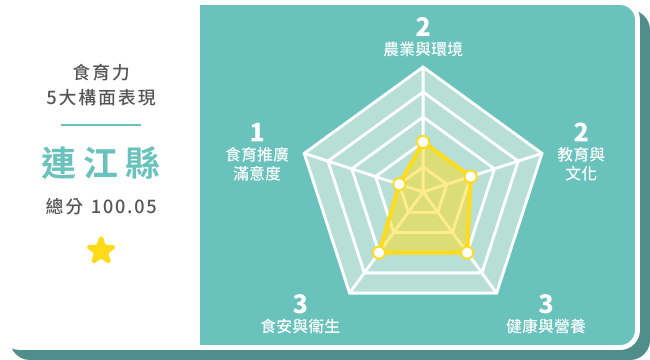 食育力
5大構面表現
連江縣
總分 100.05
2
農業與環境
2
教育與
文化
3
健康與營養
3
食安與衛生
1
食育推廣
滿意度